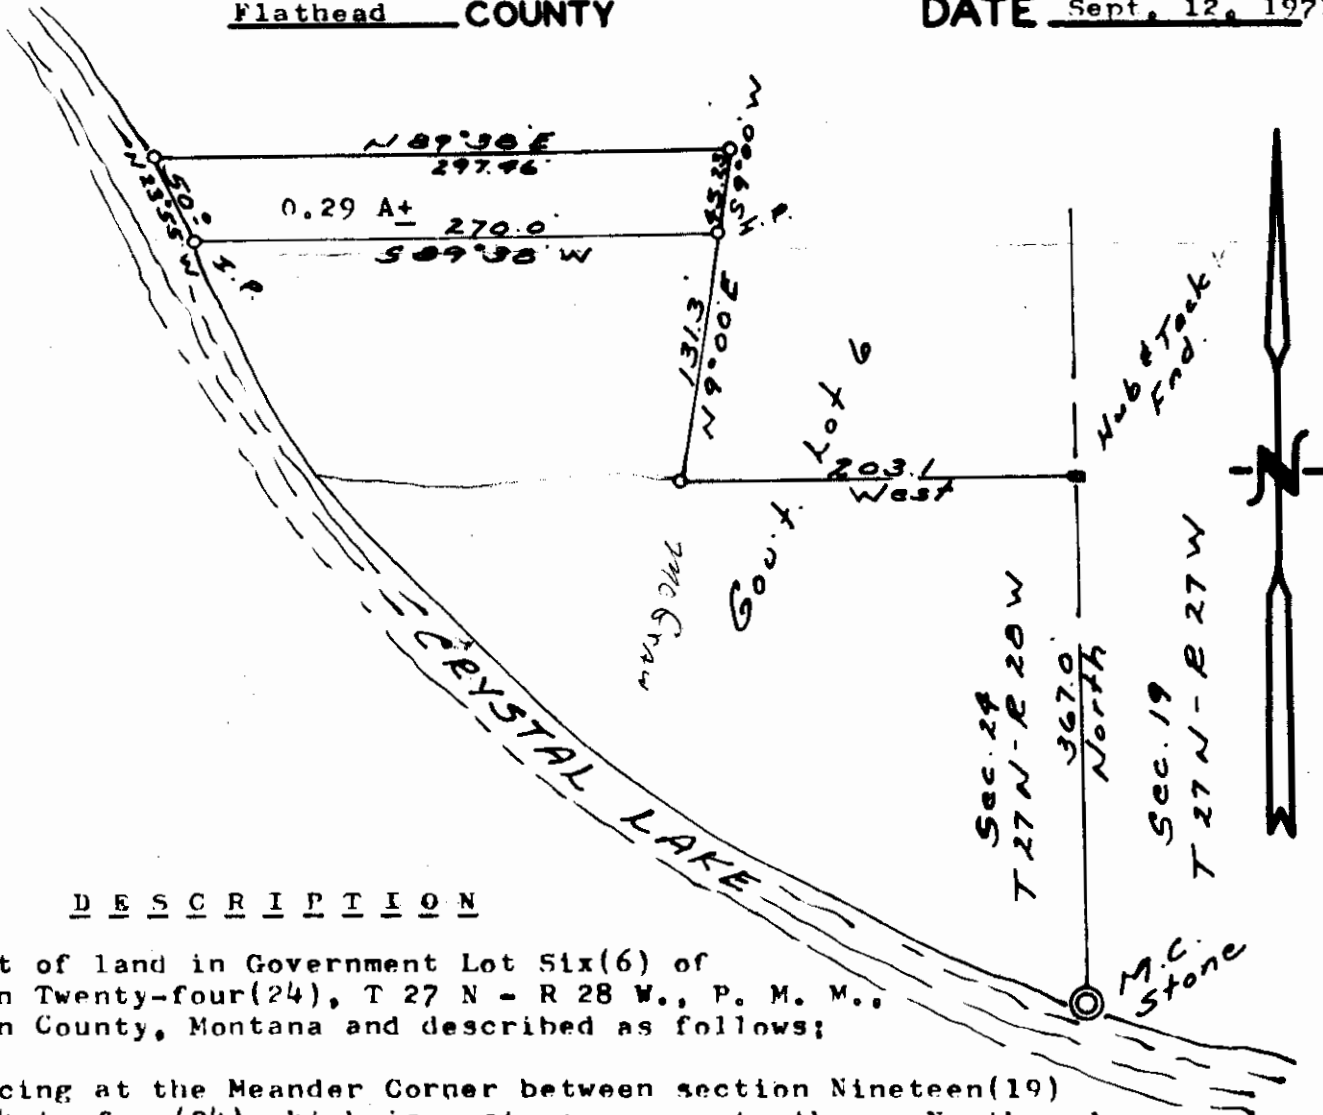 Flathead COUNTY
DATE Sept. 12, 197
N 89°38' E
297.46
N 23°55' W
50.0
0.29 A±
270.0
S 89°38' W
I.P.
45.23
S 9°00' W
I.P.
131.3
N 9°00' E
Gov't. Lot 6
203.1
West
Hub & Tack
Fnd.
N
McGraw
CRYSTAL LAKE
Sec. 24
T 27 N - R 28 W
367.0
North
Sec. 19
T 27 N - R 27 W
M.C.
Stone
DESCRIPTION
t of land in Government Lot Six(6) of
n Twenty-four(24), T 27 N - R 28 W., P. M. M.,
n County, Montana and described as follows;
cing at the Meander Corner between section Nineteen(19)